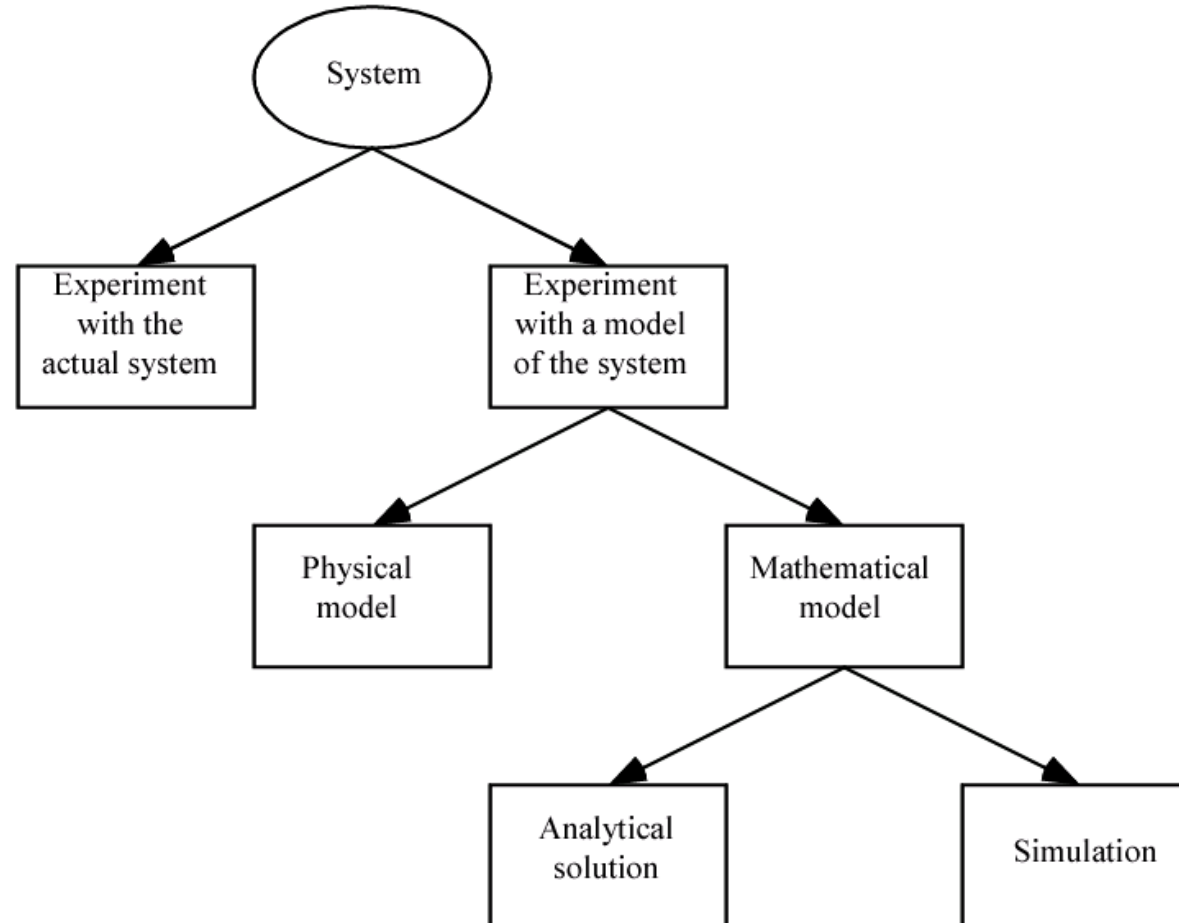 System
Experiment
with the
actual system
Experiment
with a model
of the system
Physical
model
Mathematical
model
Analytical
solution
Simulation